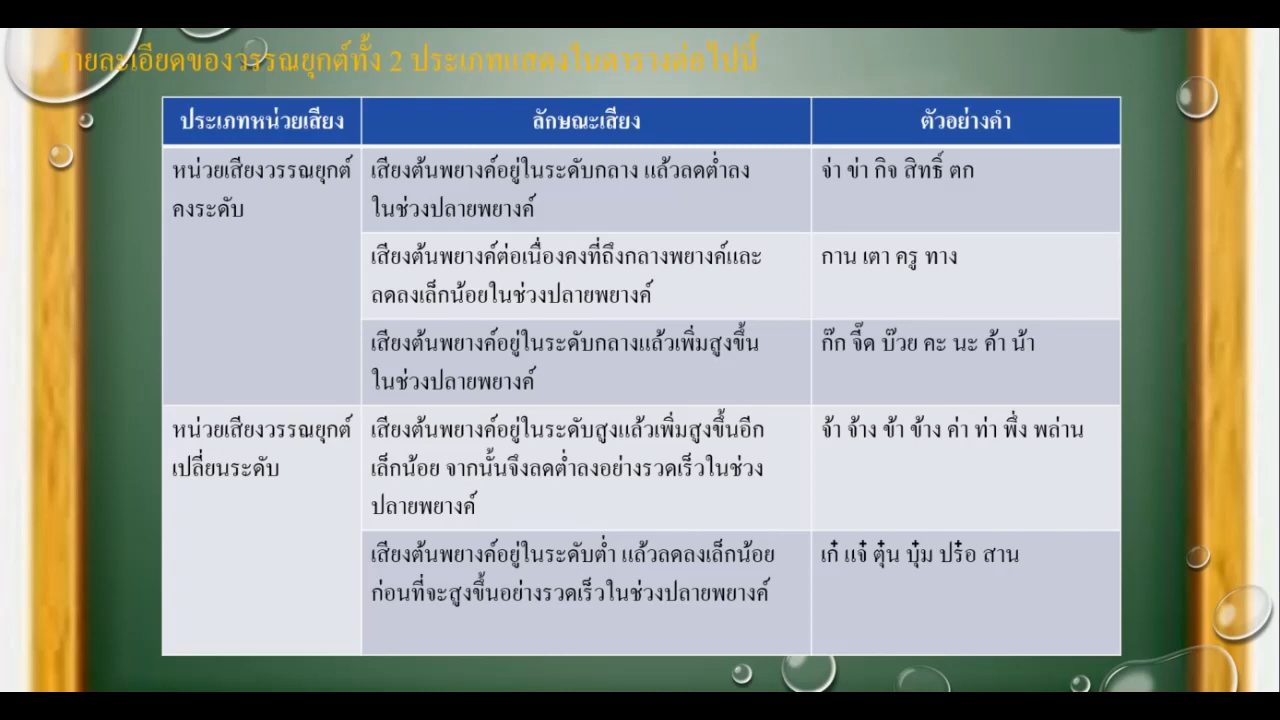 รายละเอียดของวรรณยุกต์ทั้ง 2 ประเภทแสดงในตารางต่อไปนี้
ประเภทหน่วยเสียง
ลักษณะเสียง
ตัวอย่างคำ
หน่วยเสียงวรรณยุกต์
คงระดับ
เสียงต้นพยางค์อยู่ในระดับกลาง แล้วลดต่ำลง
ในช่วงปลายพยางค์
จ่า ข่า กิจ สิทธิ์ ตก
เสียงต้นพยางค์ต่อเนื่องคงที่ถึงกลางพยางค์และ
ลดลงเล็กน้อยในช่วงปลายพยางค์
กาน เตา ครู ทาง
เสียงต้นพยางค์อยู่ในระดับกลางแล้วเพิ่มสูงขึ้น
ในช่วงปลายพยางค์
ก๊ก จี๊ด บ๊วย คะ นะ ค้า น้า
หน่วยเสียงวรรณยุกต์
เปลี่ยนระดับ
เสียงต้นพยางค์อยู่ในระดับสูงแล้วเพิ่มสูงขึ้นอีก
เล็กน้อย จากนั้นจึงลดต่ำลงอย่างรวดเร็วในช่วง
ปลายพยางค์
จ้า จ้าง ข้า ข้าง ค่า ท่า พึ่ง พล่าน
เสียงต้นพยางค์อยู่ในระดับต่ำ แล้วลดลงเล็กน้อย
ก่อนที่จะสูงขึ้นอย่างรวดเร็วในช่วงปลายพยางค์
เก๋ แจ๋ ตุ๋น บุ๋ม ปร๋อ สาน